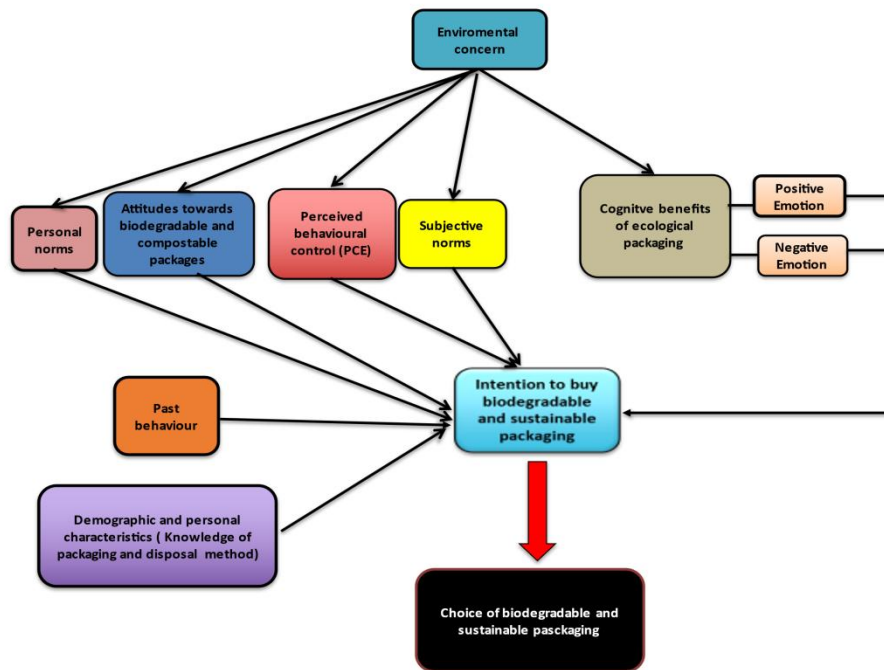 Enviromental
concern
Personal
norms
Attitudes towards
biodegradable and
compostable
packages
Perceived
behavioural
control (PCE)
Subjective
norms
Cognitve benefits
of ecological
packaging
Positive
Emotion
Negative
Emotion
Intention to buy
biodegradable
and sustainable
packaging
Past
behaviour
Demographic and personal
characteristics ( Knowledge of
packaging and disposal method)
Choice of biodegradable and
sustainable pasckaging